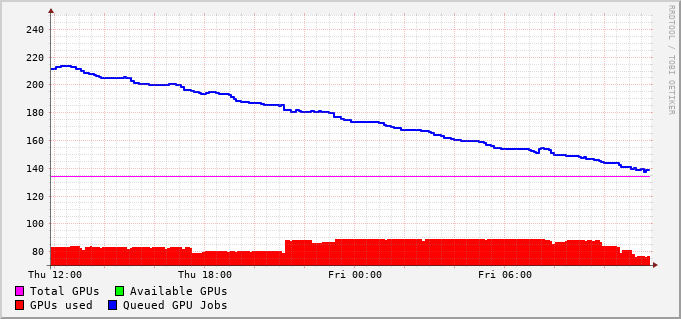 240
220
200
180
160
140
120
100
80
Thu 12:00 Thu 18:00 Fri 00:00 Fri 06:00
Total GPUs Available GPUs
GPUs used Queued GPU Jobs
RRDTOOL / TOBI OETIKER